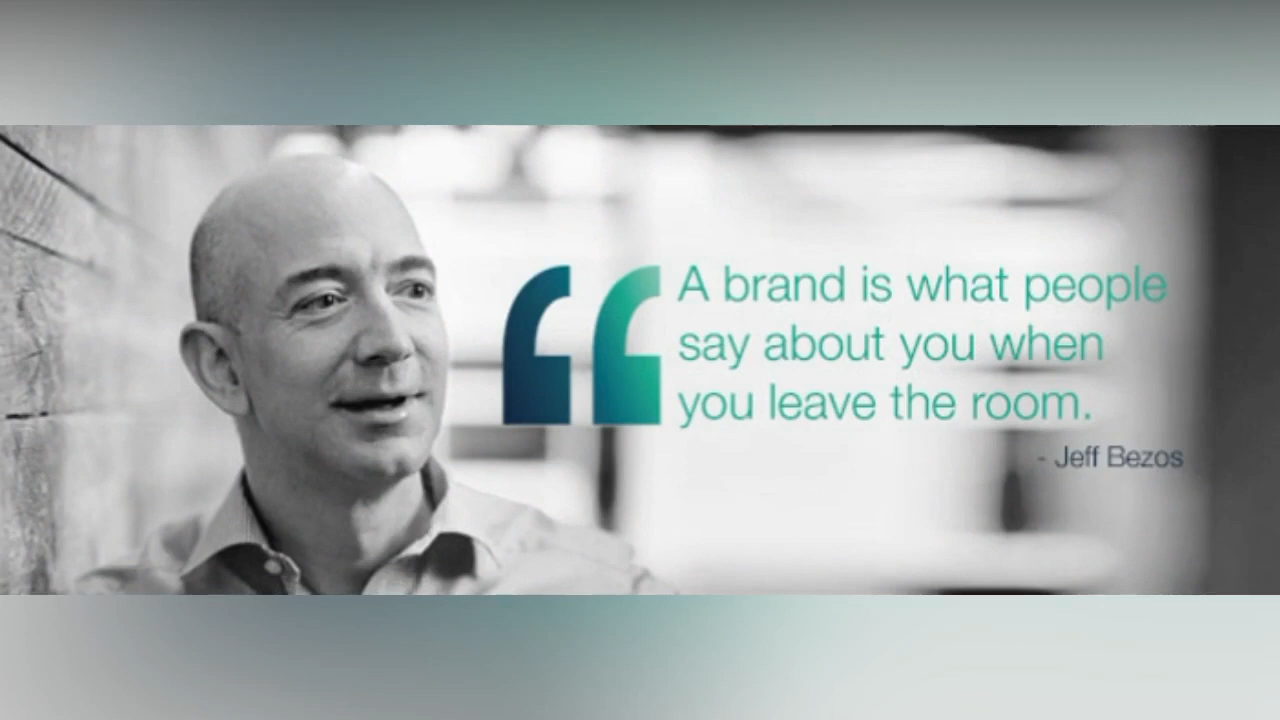 A brand is what people
say about you when
you leave the room.
- Jeff Bezos